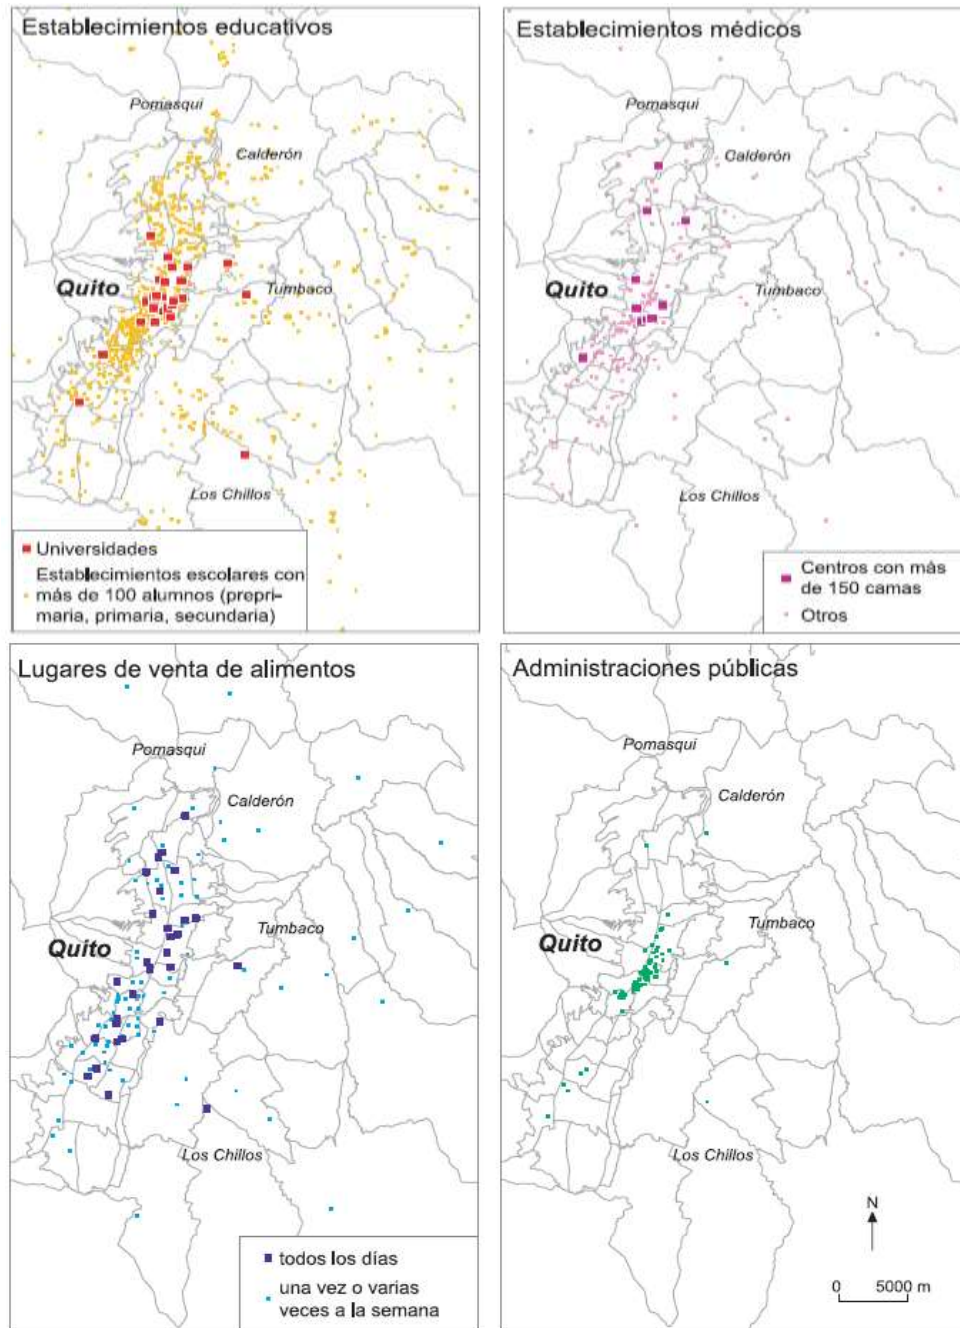 Establecimientos educativos
Pomasqui
Calderón
Quito
Tumbaco
Los Chillos
Universidades
Establecimientos escolares con
más de 100 alumnos (prepri-
maria, primaria, secundaria)
Establecimientos médicos
Pomasqui
Calderón
Quito
Tumbaco
Los Chillos
Centros con más
de 150 camas
Otros
Lugares de venta de alimentos
Pomasqui
Calderón
Quito
Tumbaco
Los Chillos
todos los días
una vez o varias
veces a la semana
Administraciones públicas
Pomasqui
Calderón
Quito
Tumbaco
Los Chillos
N
0 5000 m